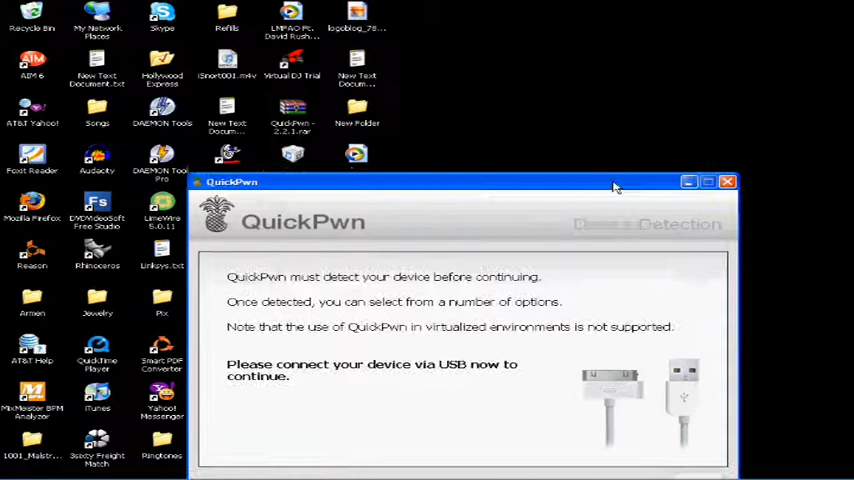 Recycle Bin
My Network
Places
Skype
Refills
LMFAO Ft.
David Rush...
logoblog_78...
AIM 6
New Text
Document.txt
Hollywood
Express
iSnort001.m4v
Virtual DJ Trial
New Text
Docum...
AT&T Yahoo!
Songs
DAEMON Tools
New Text
Docum...
QuickPwn -
2.2.1.rar
New Folder
Foxit Reader
Audacity
DAEMON Tool
Pro
QuickPwn
QuickPwn
Detection
Mozilla Firefox
DVDVideoSoft
Free Studio
LimeWire
5.0.11
Reason
Rhinoceros
Linksys.txt
QuickPwn must detect your device before continuing.
Once detected, you can select from a number of options.
Note that the use of QuickPwn in virtualized environments is not supported.
Please connect your device via USB now to
continue.
Armen
Jewelry
Pix
AT&T Help
QuickTime
Player
Smart PDF
Converter
MixMeister BPM
Analyzer
iTunes
Yahoo!
Messenger
1001_Malstr...
3sixty Freight
Match
Ringtones